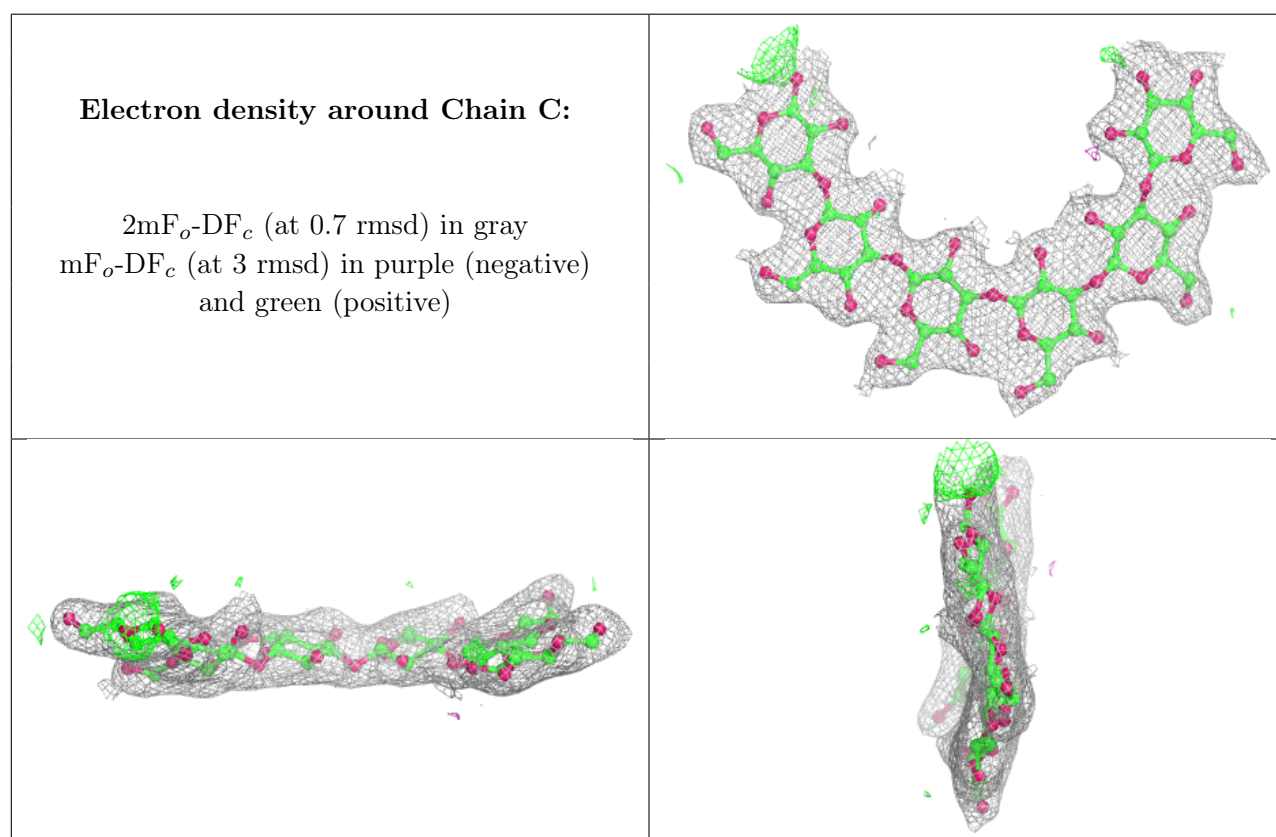 Electron density around Chain C:
2mFo-DFc (at 0.7 rmsd) in gray
mFo-DFc (at 3 rmsd) in purple (negative)
and green (positive)